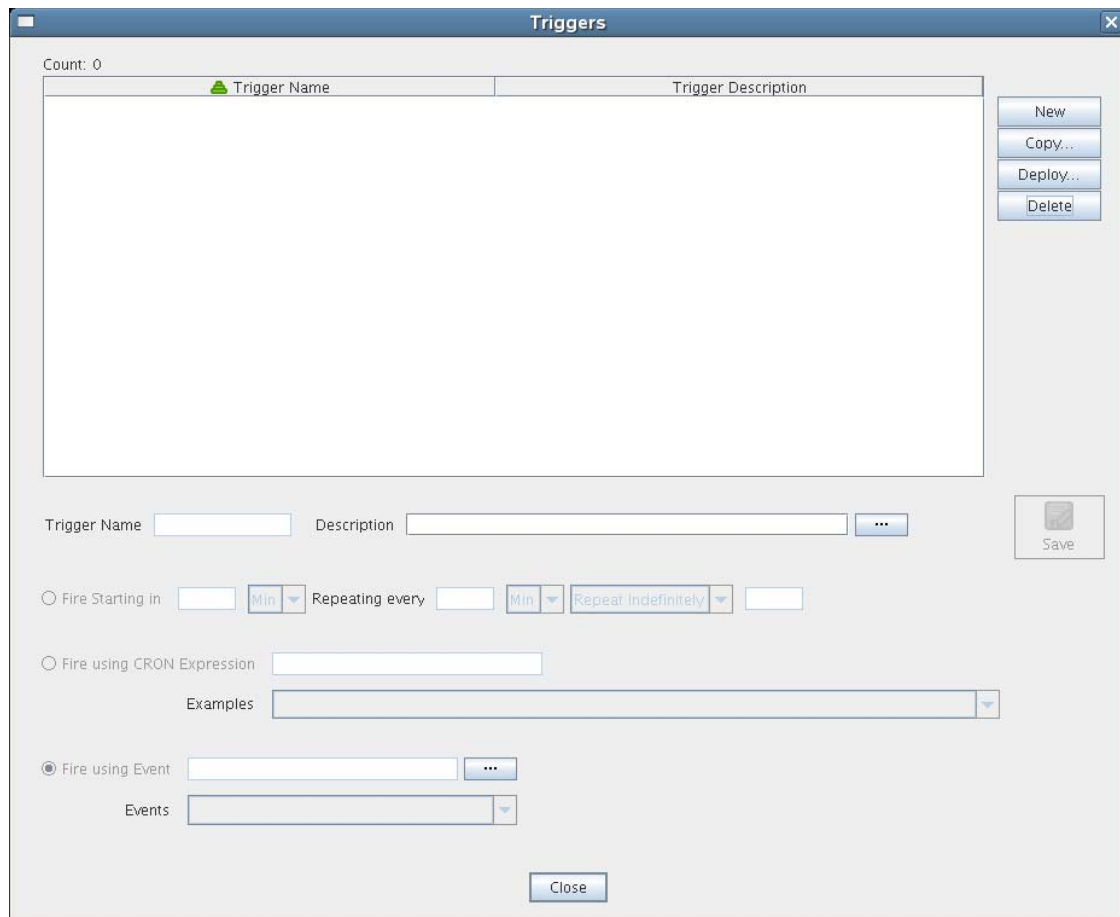 Triggers
Count: 0
Trigger Name Trigger Description
New
Copy...
Deploy...
Delete
Trigger Name Description ...
Save
Fire Starting in Min Repeating every Min Repeat Indefinitely
Fire using CRON Expression
Examples
Fire using Event ...
Events
Close